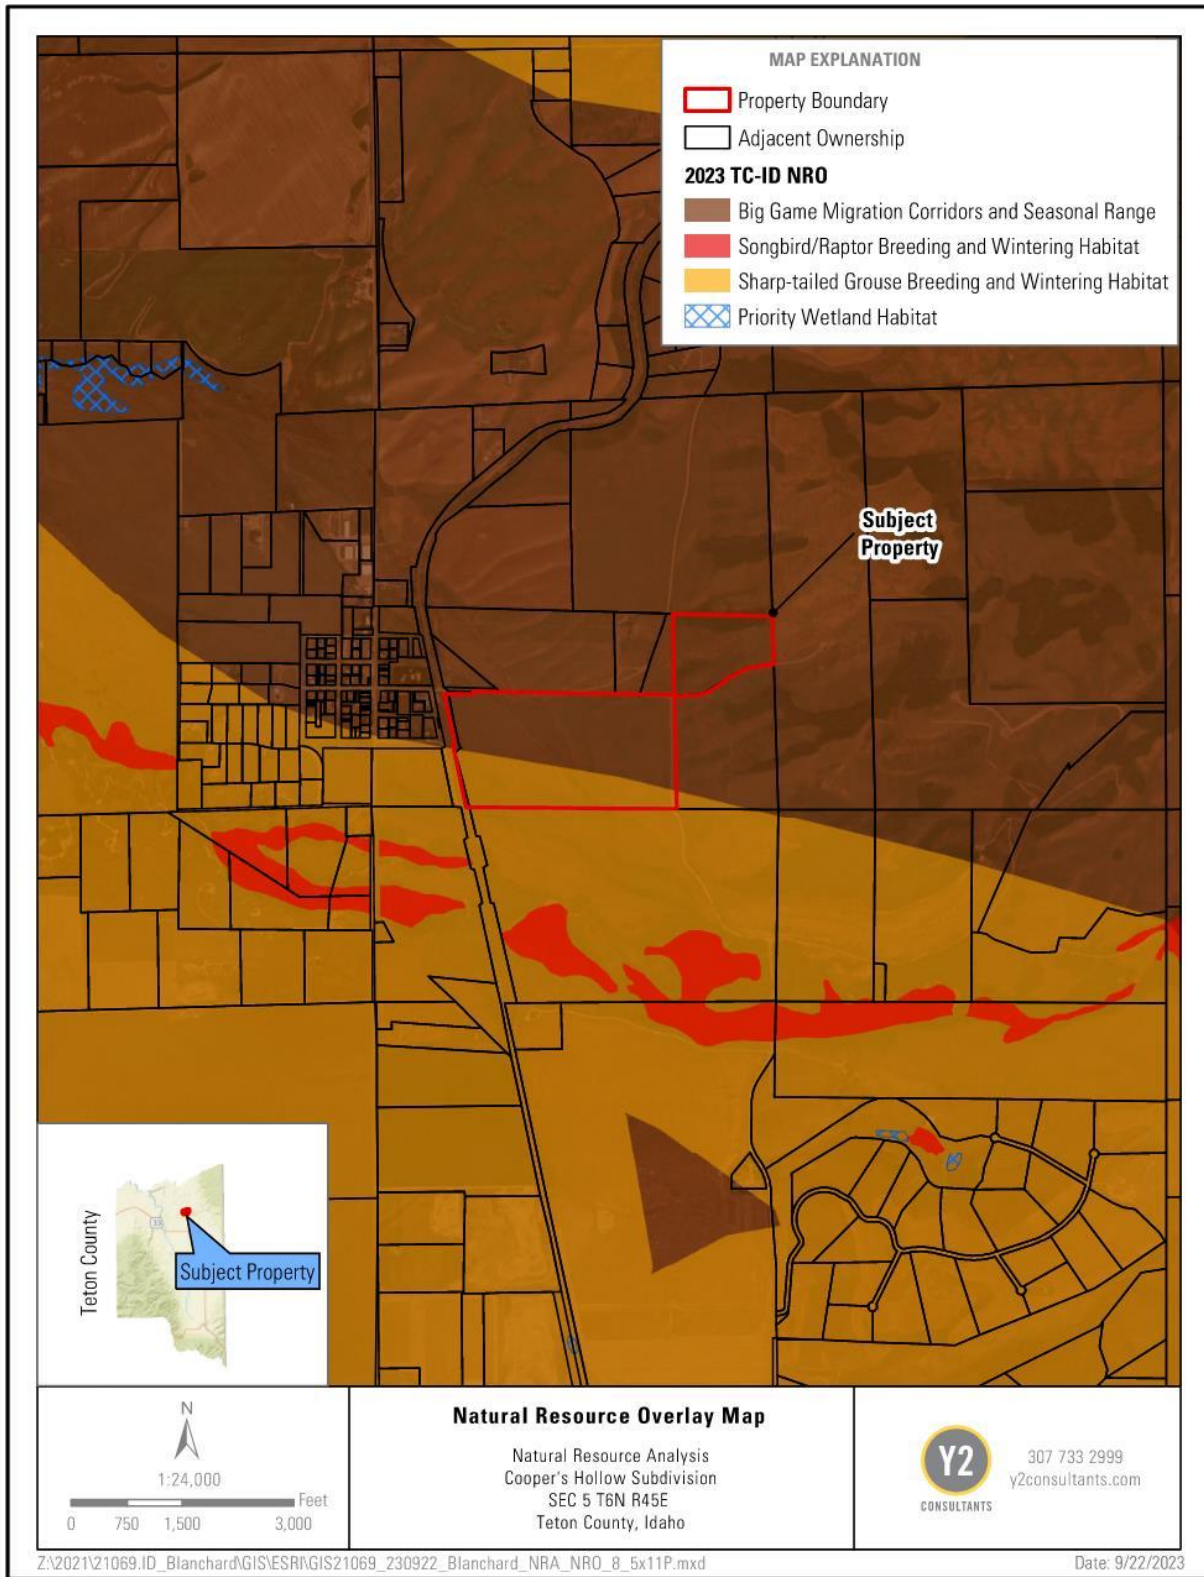 MAP EXPLANATION
Property Boundary
Adjacent Ownership
2023 TC-ID NRO
Big Game Migration Corridors and Seasonal Range
Songbird/Raptor Breeding and Wintering Habitat
Sharp-tailed Grouse Breeding and Wintering Habitat
Priority Wetland Habitat
Subject
Property
Teton County
33
Subject Property
N
1:24,000
Feet
0 750 1,500 3,000
Natural Resource Overlay Map
Natural Resource Analysis
Cooper's Hollow Subdivision
SEC 5 T6N R45E
Teton County, Idaho
Y2
CONSULTANTS
307 733 2999
y2consultants.com
Z:\2021\21069.ID_Blanchard\GIS\ESRI\GIS21069_230922_Blanchard_NRA_NRO_8_5x11P.mxd
Date: 9/22/2023